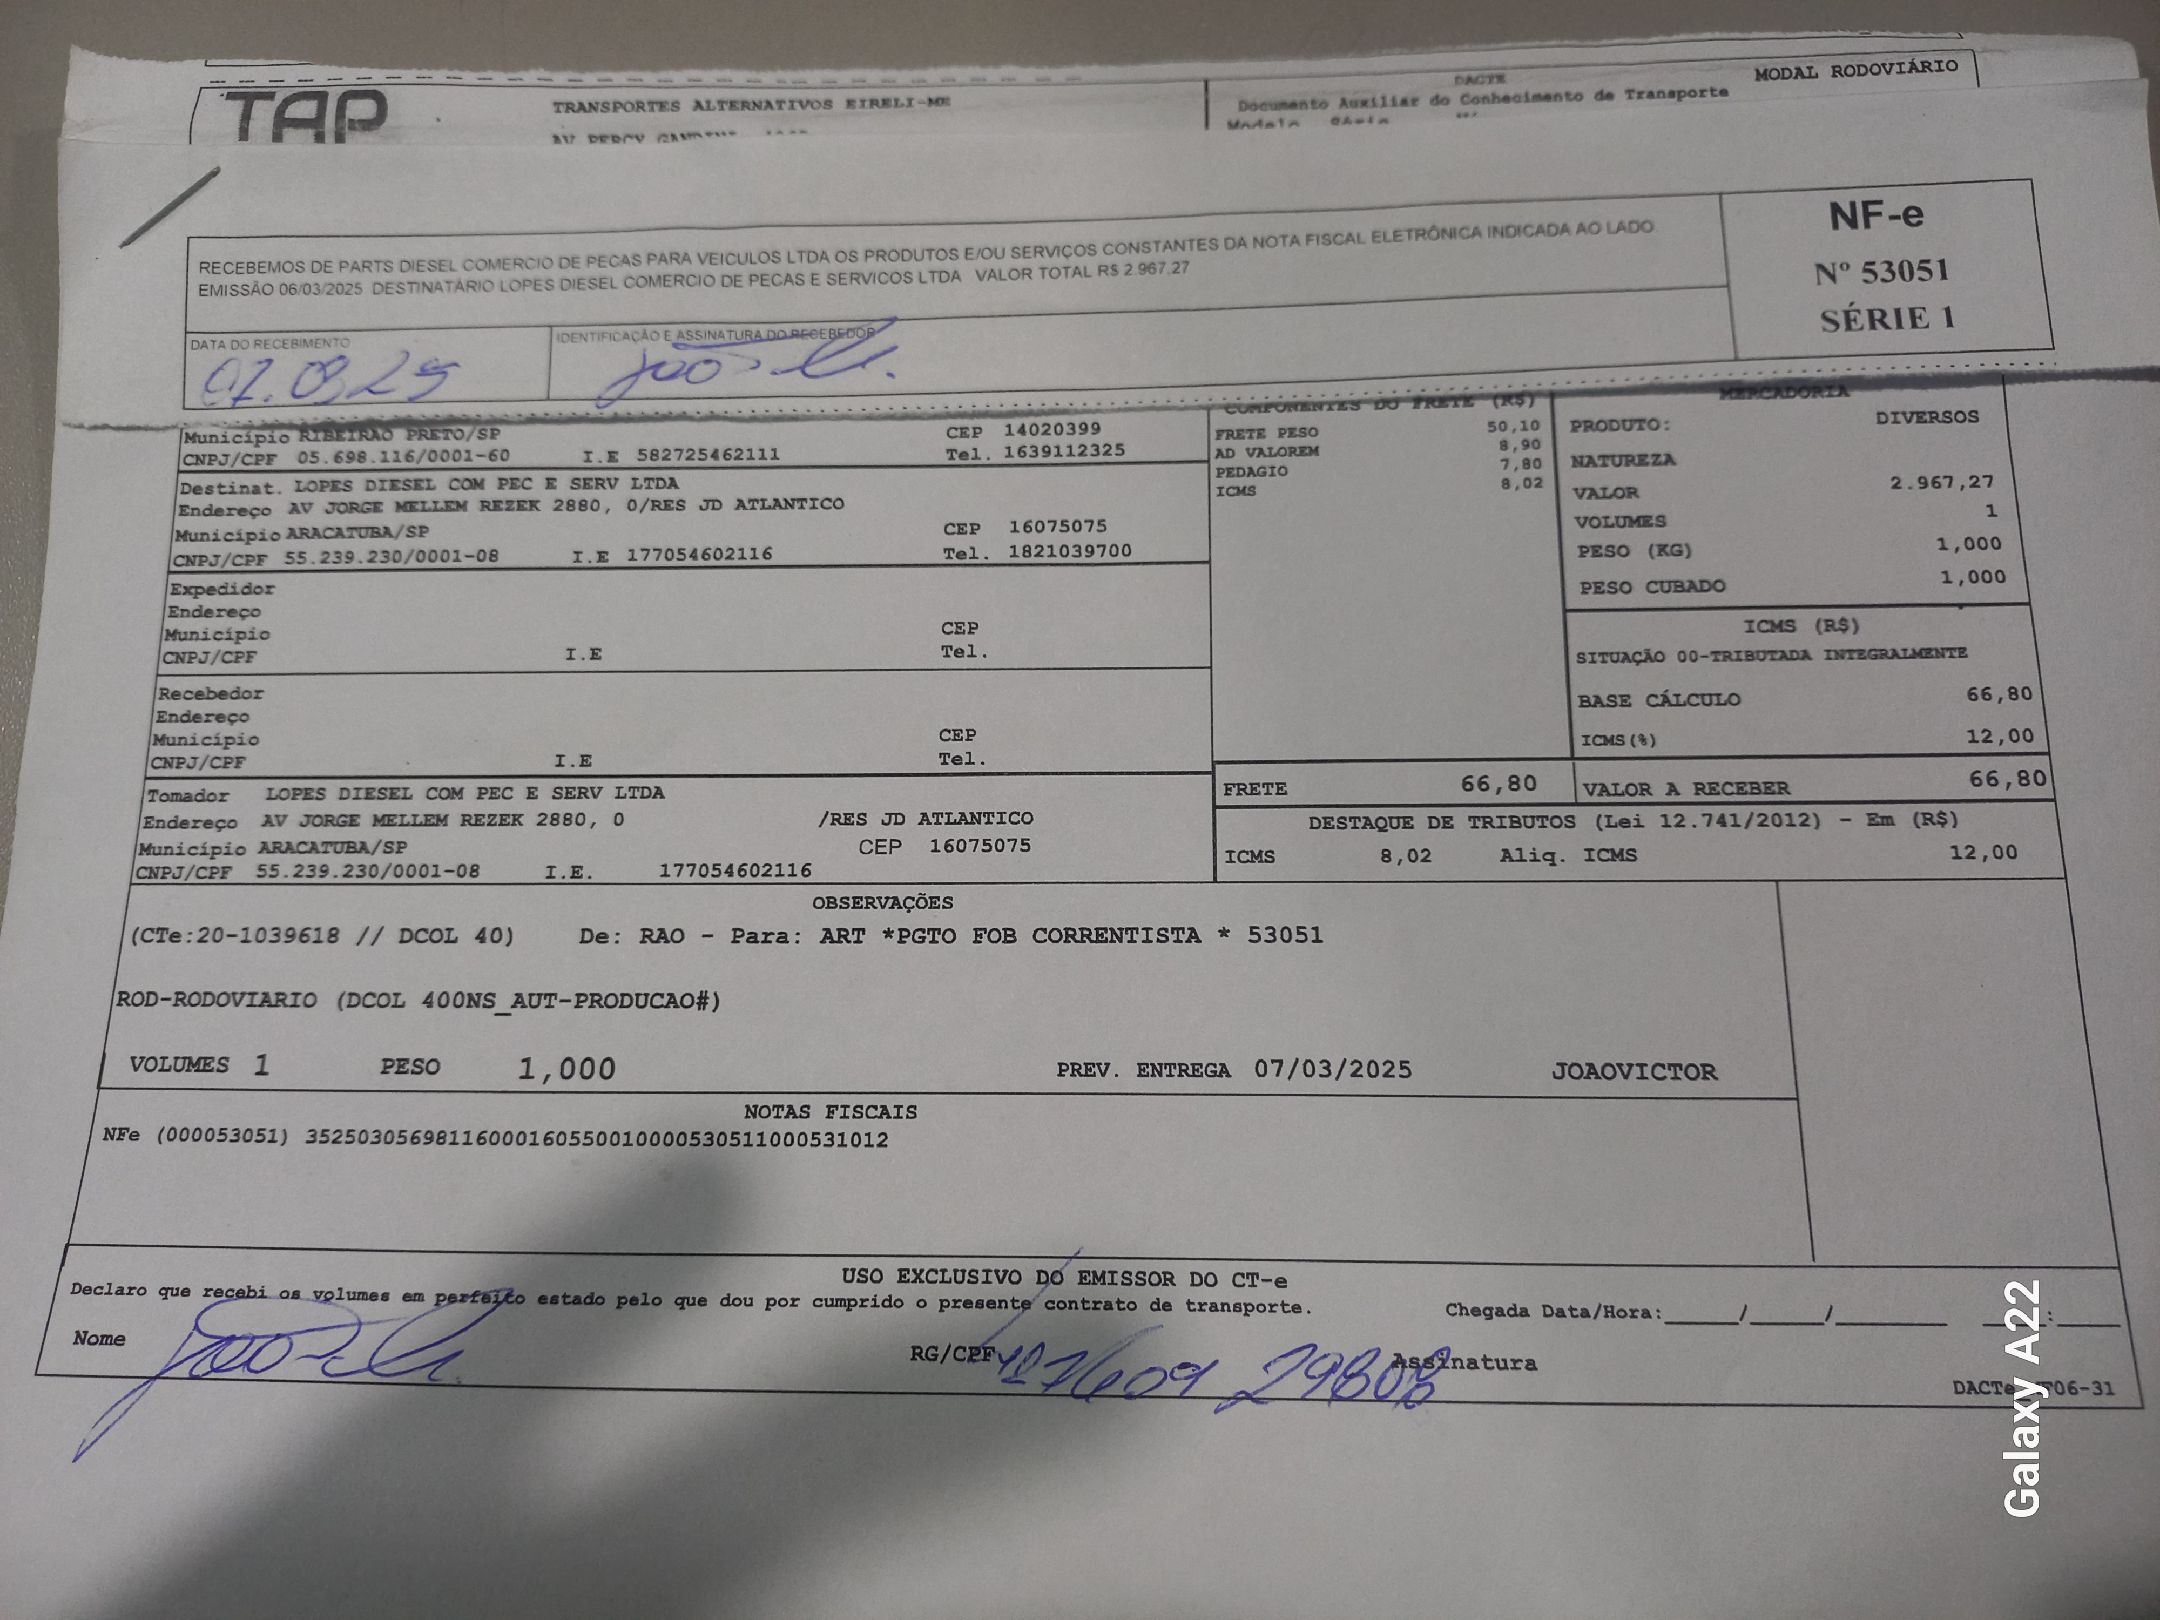 MODAL RODOVIÁRIO
TAP
TRANSPORTES ALTERNATIVOS EIRELI-ME
DACTE
Documento Auxiliar do Conhecimento de Transporte
AV PERCY
RECEBEMOS DE PARTS DIESEL COMERCIO DE PECAS PARA VEICULOS LTDA OS PRODUTOS E/OU SERVIÇOS CONSTANTES DA NOTA FISCAL ELETRÔNICA INDICADA AO LADO
EMISSÃO 06/03/2025 DESTINATÁRIO LOPES DIESEL COMERCIO DE PECAS E SERVICOS LTDA VALOR TOTAL R$ 2.967,27
NF-e
Nº 53051
SÉRIE 1
DATA DO RECEBIMENTO
IDENTIFICAÇÃO E ASSINATURA DO RECEBEDOR
07.03.25
Município RIBEIRAO PRETO/SP CEP 14020399
CNPJ/CPF 05.698.116/0001-60 I.E 582725462111 Tel. 1639112325
Destinat. LOPES DIESEL COM PEC E SERV LTDA
Endereço AV JORGE MELLEM REZEK 2880, 0/RES JD ATLANTICO
Município ARACATUBA/SP CEP 16075075
CNPJ/CPF 55.239.230/0001-08 I.E 177054602116 Tel. 1821039700
Expedidor
Endereço
Município CEP
CNPJ/CPF I.E Tel.
Recebedor
Endereço
Município CEP
CNPJ/CPF I.E Tel.
Tomador LOPES DIESEL COM PEC E SERV LTDA
Endereço AV JORGE MELLEM REZEK 2880, 0 /RES JD ATLANTICO
Município ARACATUBA/SP CEP 16075075
CNPJ/CPF 55.239.230/0001-08 I.E. 177054602116
COMPONENTES DO FRETE (R$)
FRETE PESO 50,10
AD VALOREM 8,90
PEDAGIO 7,80
ICMS 8,02
MERCADORIA
PRODUTO: DIVERSOS
NATUREZA
VALOR 2.967,27
VOLUMES 1
PESO (KG) 1,000
PESO CUBADO 1,000
ICMS (R$)
SITUAÇÃO 00-TRIBUTADA INTEGRALMENTE
BASE CÁLCULO 66,80
ICMS(%) 12,00
FRETE 66,80 VALOR A RECEBER 66,80
DESTAQUE DE TRIBUTOS (Lei 12.741/2012) - Em (R$)
ICMS 8,02 Aliq. ICMS 12,00
OBSERVAÇÕES
(CTe:20-1039618 // DCOL 40) De: RAO - Para: ART *PGTO FOB CORRENTISTA * 53051
ROD-RODOVIARIO (DCOL 400NS_AUT-PRODUCAO#)
VOLUMES 1 PESO 1,000 PREV. ENTREGA 07/03/2025 JOAOVICTOR
NOTAS FISCAIS
NFe (000053051) 35250305698116000160550010000530511000531012
USO EXCLUSIVO DO EMISSOR DO CT-e
Declaro que recebi os volumes em perfeito estado pelo que dou por cumprido o presente contrato de transporte.
Chegada Data/Hora:____/____/______ ___:____
Nome RG/CPF Assinatura
06-31
Galaxy A22